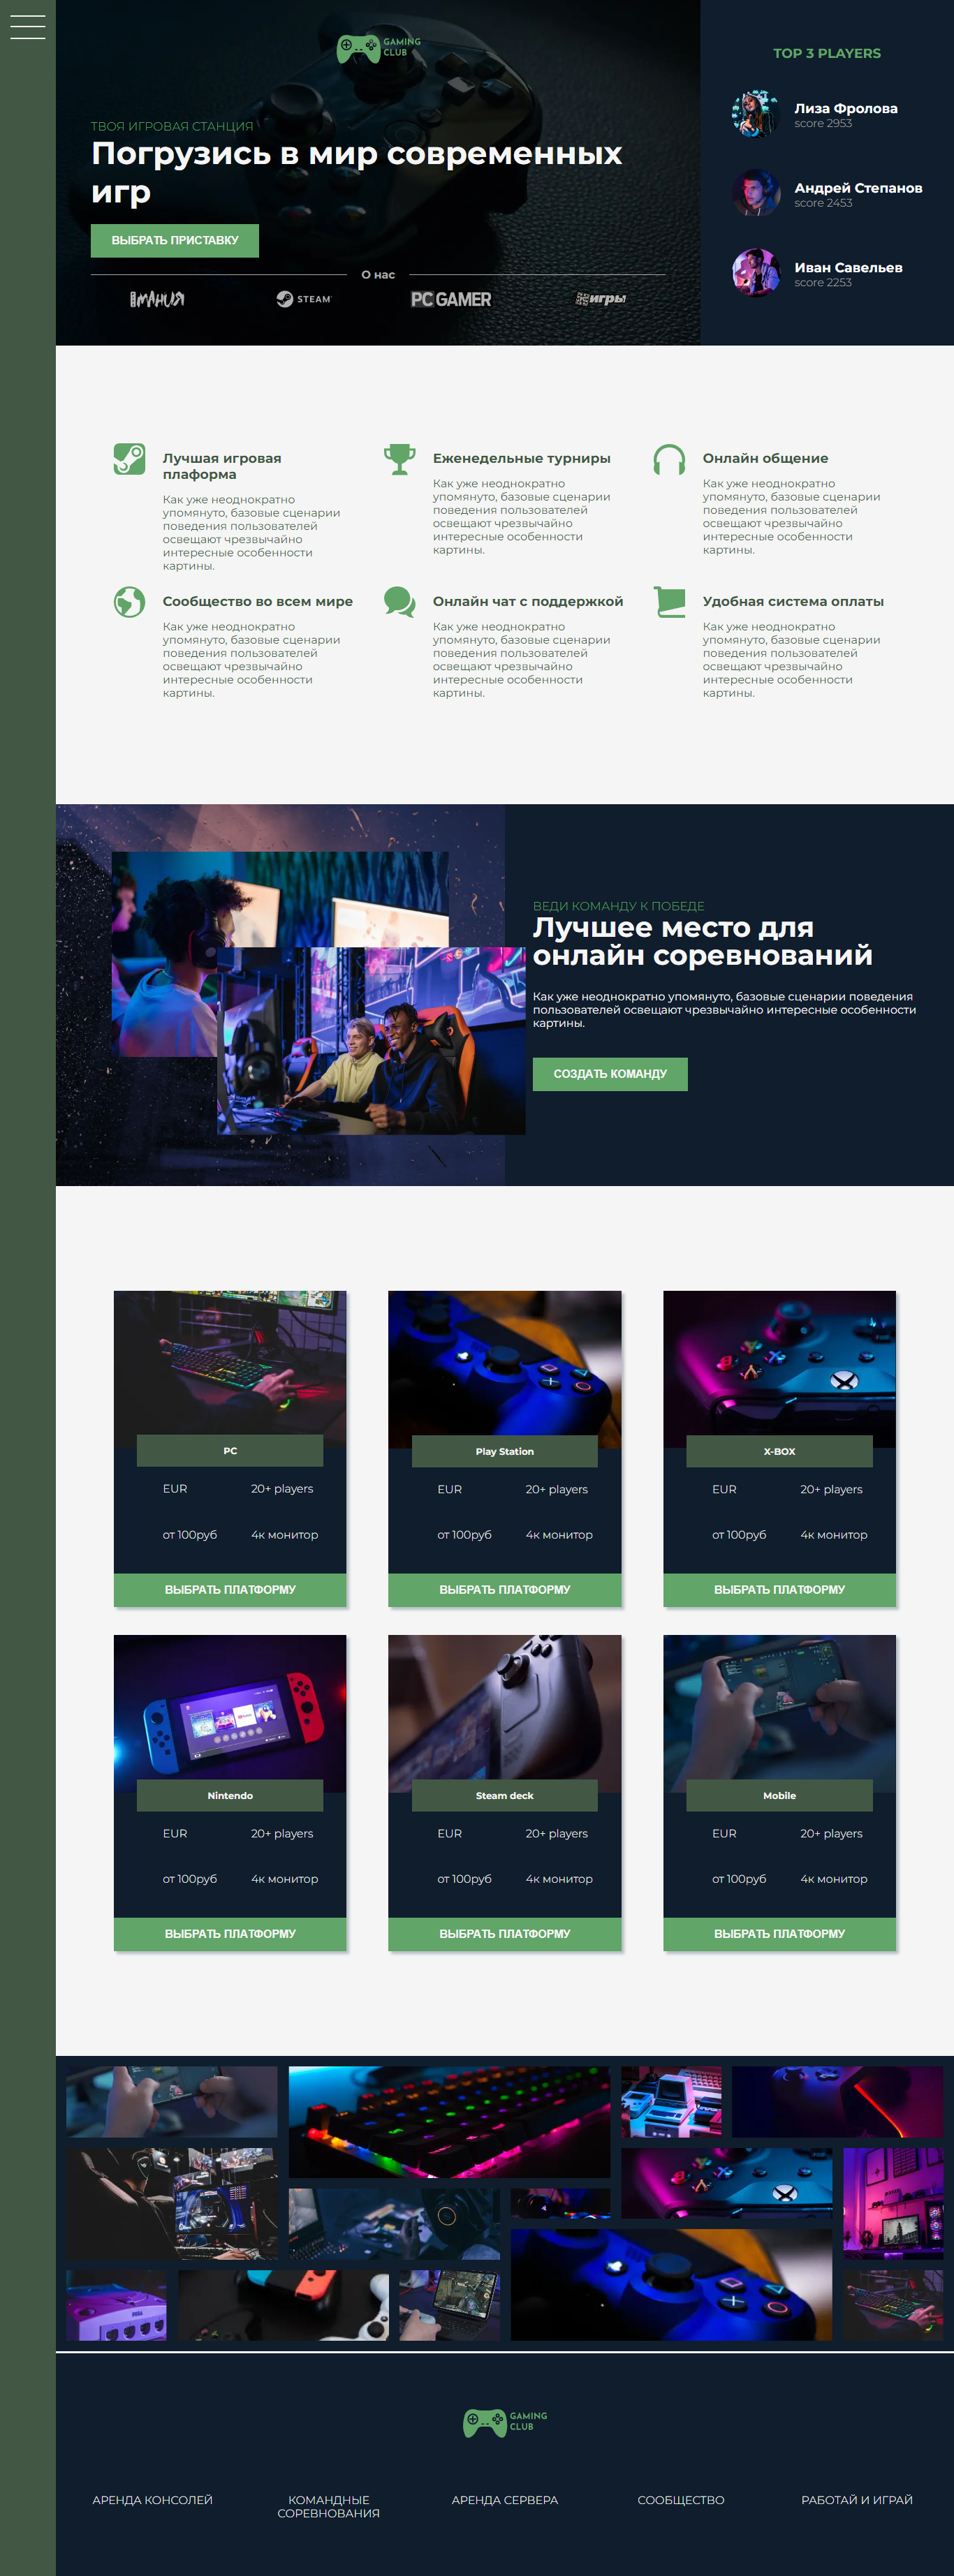 GAMING
CLUB
ТВОЯ ИГРОВАЯ СТАНЦИЯ
Погрузись в мир современных
игр
ВЫБРАТЬ ПРИСТАВКУ
О нас
МАНИЯ
STEAM
PC GAMER
игры
TOP 3 PLAYERS
Лиза Фролова
score 2953
Андрей Степанов
score 2453
Иван Савельев
score 2253
Лучшая игровая
плаформа
Как уже неоднократно
упомянуто, базовые сценарии
поведения пользователей
освещают чрезвычайно
интересные особенности
картины.
Еженедельные турниры
Как уже неоднократно
упомянуто, базовые сценарии
поведения пользователей
освещают чрезвычайно
интересные особенности
картины.
Онлайн общение
Как уже неоднократно
упомянуто, базовые сценарии
поведения пользователей
освещают чрезвычайно
интересные особенности
картины.
Сообщество во всем мире
Как уже неоднократно
упомянуто, базовые сценарии
поведения пользователей
освещают чрезвычайно
интересные особенности
картины.
Онлайн чат с поддержкой
Как уже неоднократно
упомянуто, базовые сценарии
поведения пользователей
освещают чрезвычайно
интересные особенности
картины.
Удобная система оплаты
Как уже неоднократно
упомянуто, базовые сценарии
поведения пользователей
освещают чрезвычайно
интересные особенности
картины.
ВЕДИ КОМАНДУ К ПОБЕДЕ
Лучшее место для
онлайн соревнований
Как уже неоднократно упомянуто, базовые сценарии поведения
пользователей освещают чрезвычайно интересные особенности
картины.
СОЗДАТЬ КОМАНДУ
PC
EUR 20+ players
от 100руб 4к монитор
ВЫБРАТЬ ПЛАТФОРМУ
Play Station
EUR 20+ players
от 100руб 4к монитор
ВЫБРАТЬ ПЛАТФОРМУ
X-BOX
EUR 20+ players
от 100руб 4к монитор
ВЫБРАТЬ ПЛАТФОРМУ
Nintendo
EUR 20+ players
от 100руб 4к монитор
ВЫБРАТЬ ПЛАТФОРМУ
Steam deck
EUR 20+ players
от 100руб 4к монитор
ВЫБРАТЬ ПЛАТФОРМУ
Mobile
EUR 20+ players
от 100руб 4к монитор
ВЫБРАТЬ ПЛАТФОРМУ
GAMING
CLUB
АРЕНДА КОНСОЛЕЙ
КОМАНДНЫЕ
СОРЕВНОВАНИЯ
АРЕНДА СЕРВЕРА
СООБЩЕСТВО
РАБОТАЙ И ИГРАЙ